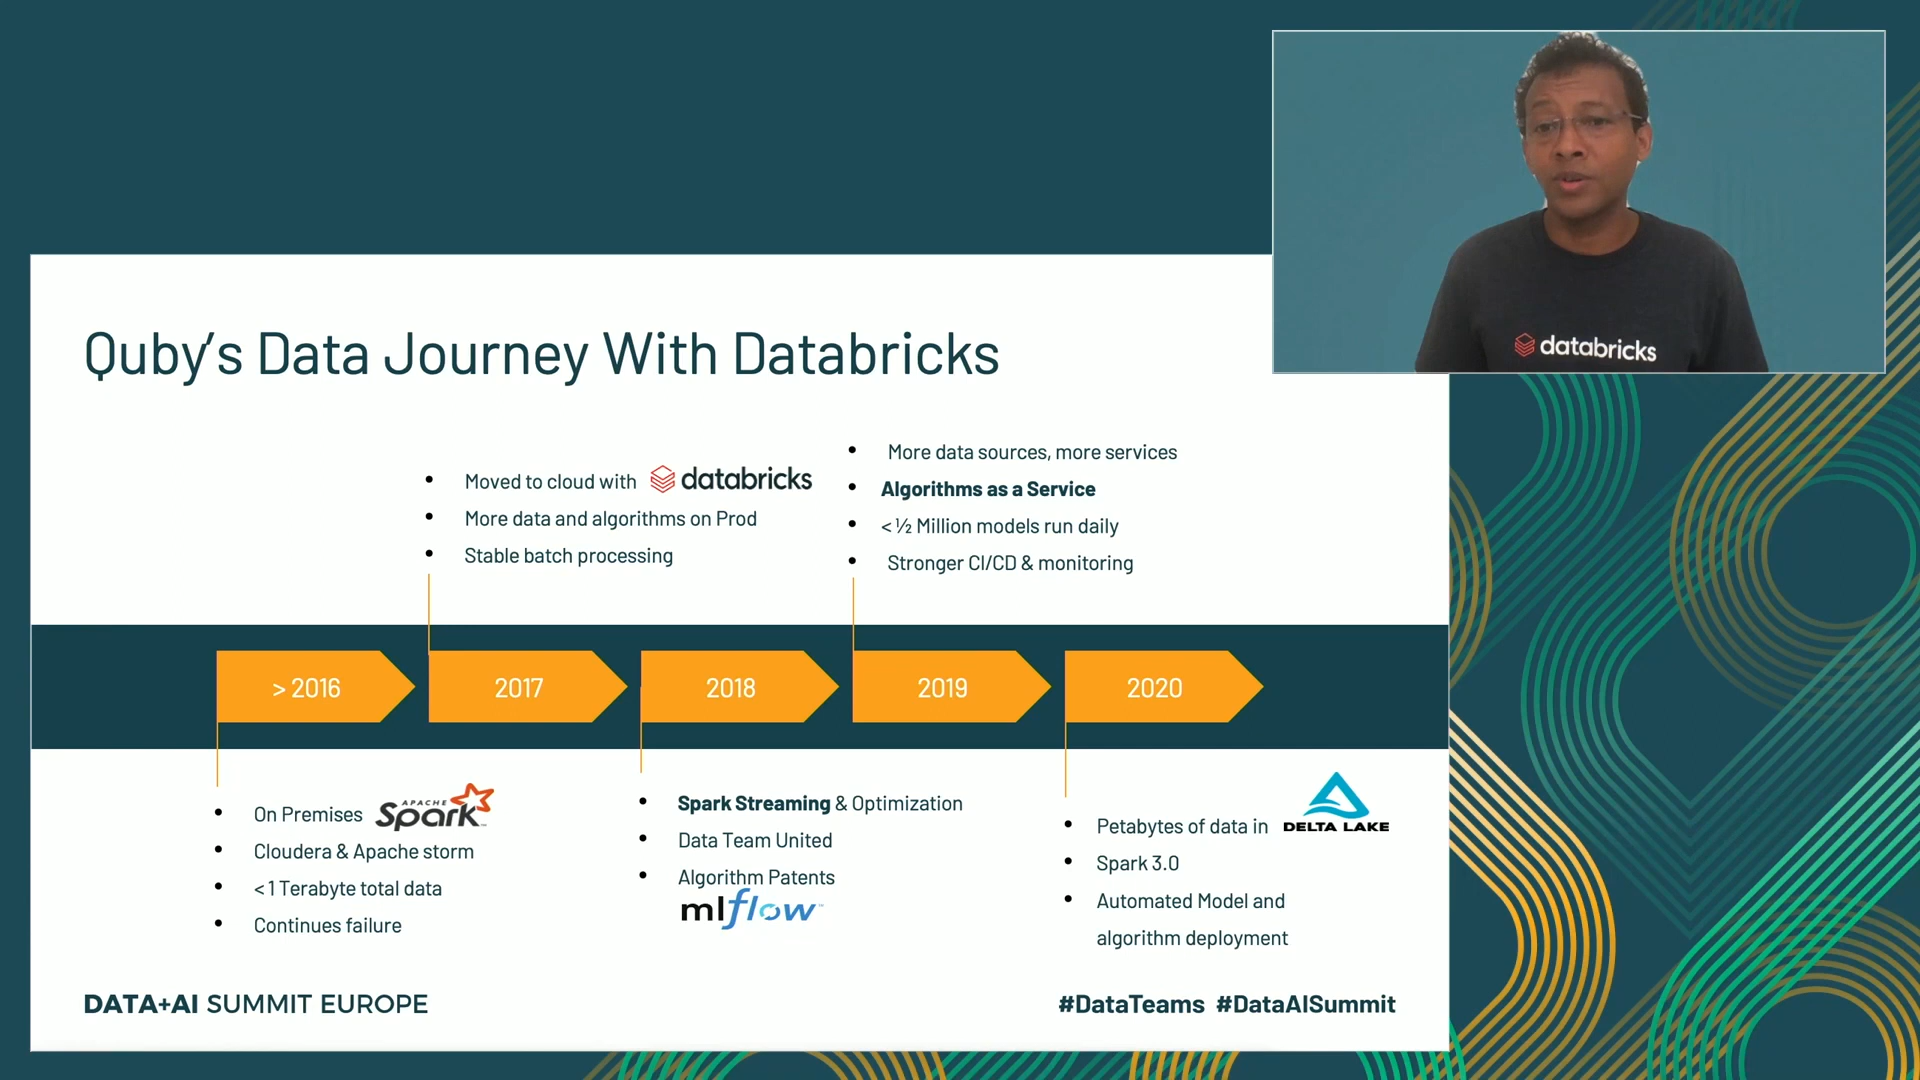 databricks
Quby's Data Journey With Databricks
Moved to cloud with databricks
More data and algorithms on Prod
Stable batch processing
More data sources, more services
Algorithms as a Service
< ½ Million models run daily
Stronger CI/CD & monitoring
> 2016
2017
2018
2019
2020
On Premises APACHE Spark™
Cloudera & Apache storm
< 1 Terabyte total data
Continues failure
Spark Streaming & Optimization
Data Team United
Algorithm Patents
mlflow™
Petabytes of data in DELTA LAKE
Spark 3.0
Automated Model and
algorithm deployment
DATA+AI SUMMIT EUROPE
#DataTeams #DataAISummit